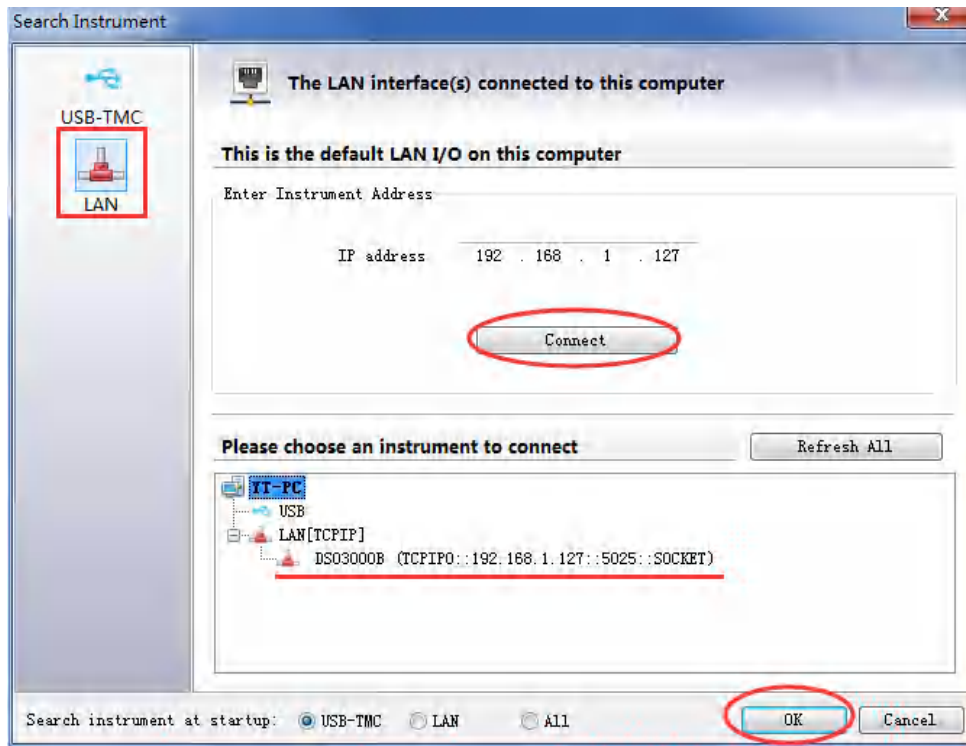 Search Instrument
USB-TMC
LAN
The LAN interface(s) connected to this computer
This is the default LAN I/O on this computer
Enter Instrument Address
IP address 192 . 168 . 1 . 127
Connect
Please choose an instrument to connect
Refresh All
YT-PC
USB
LAN[TCPIP]
DSO3000B (TCPIP0::192.168.1.127::5025::SOCKET)
Search instrument at startup: USB-TMC LAN All
OK Cancel